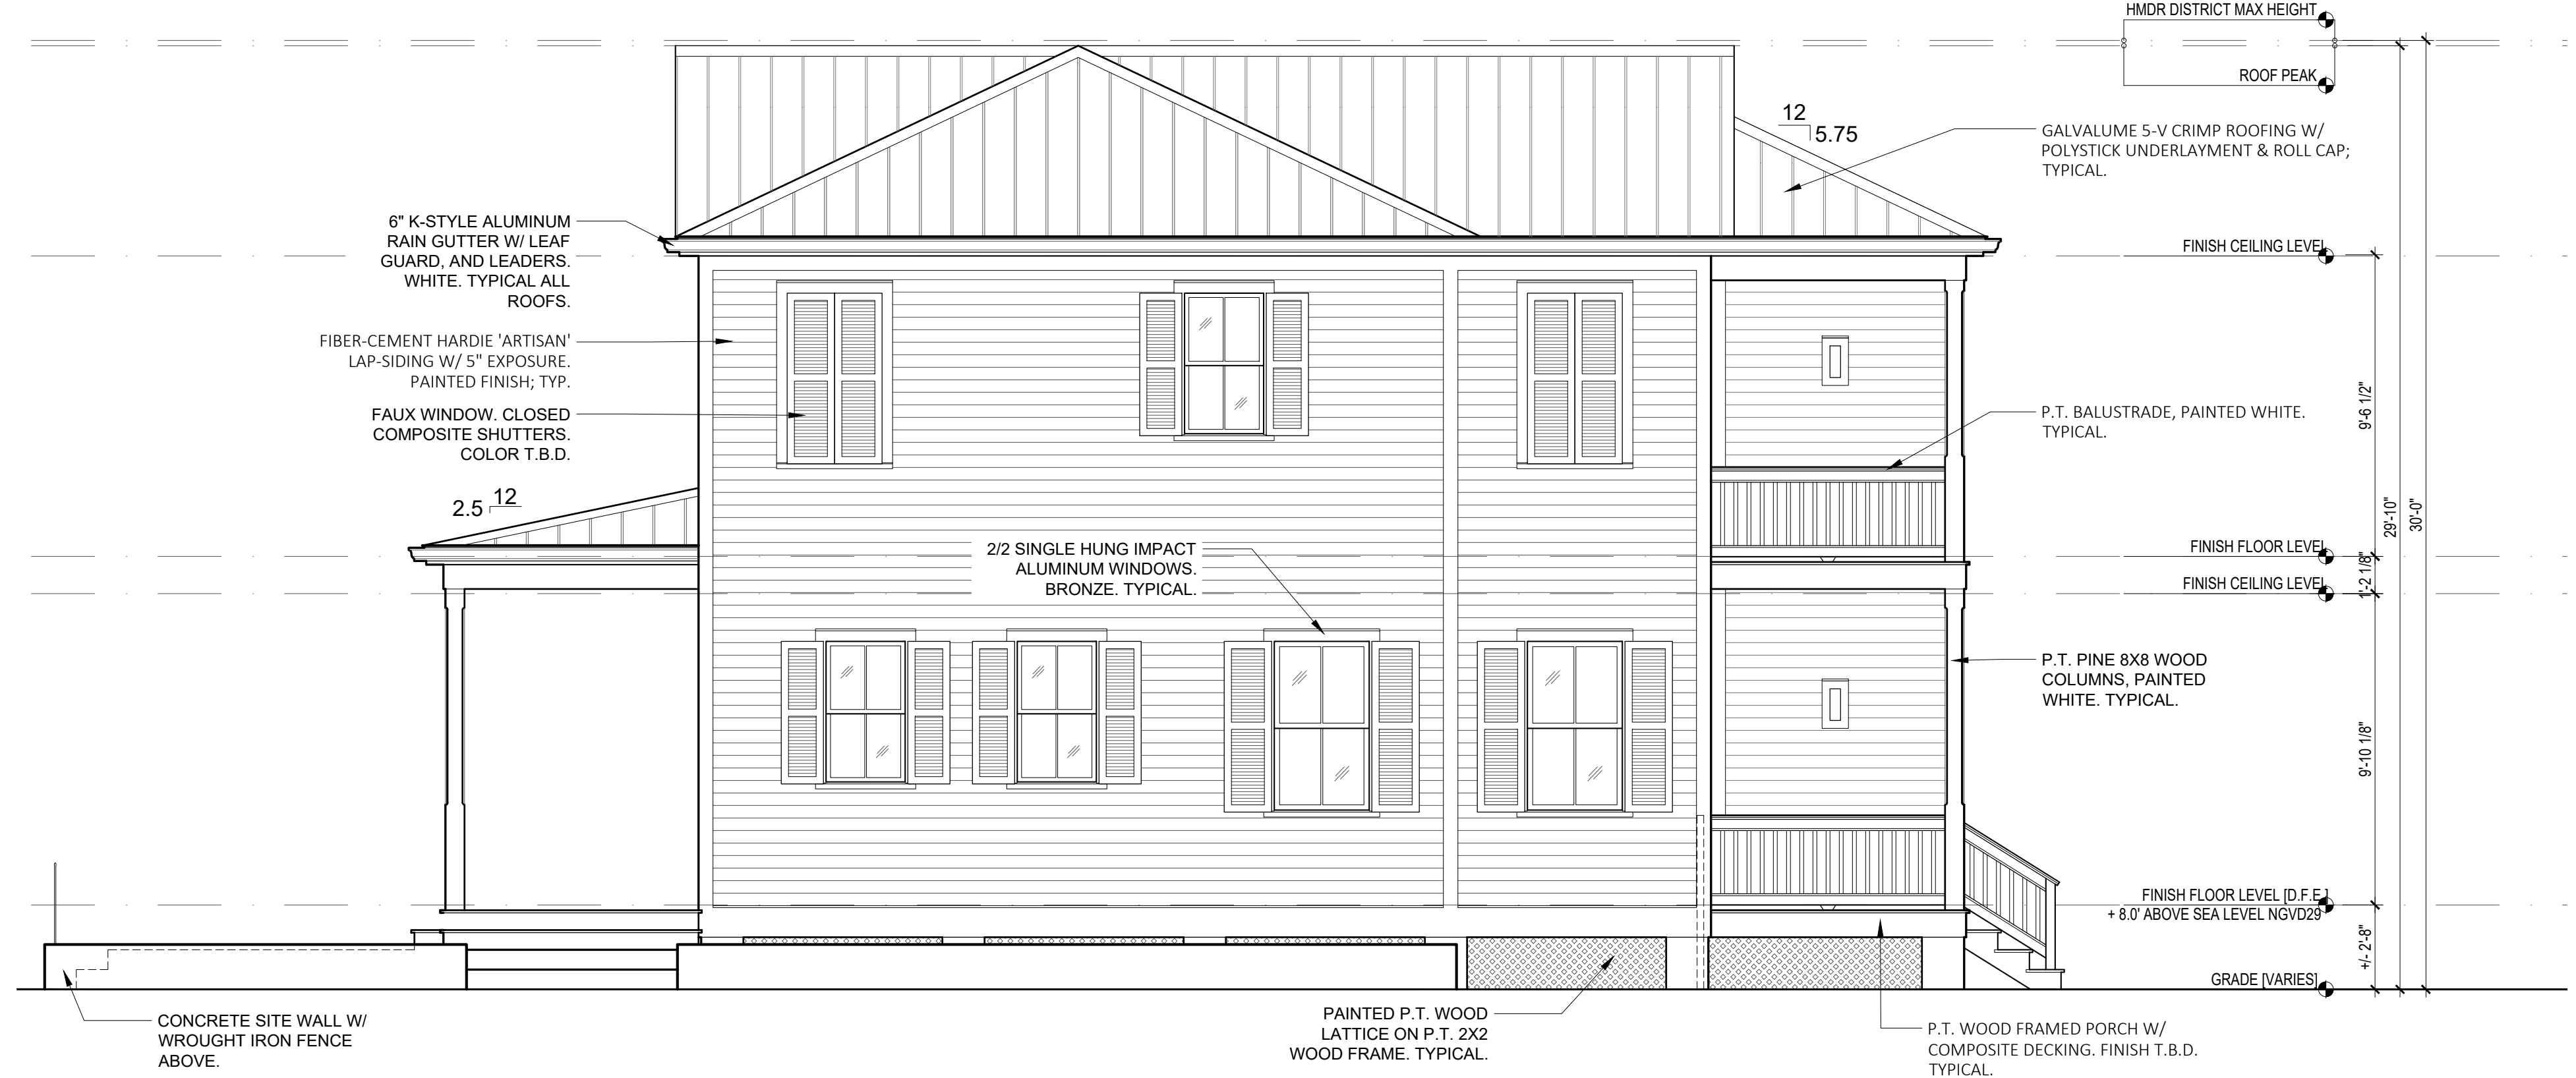 HMDR DISTRICT MAX HEIGHT
ROOF PEAK
12
5.75
GALVALUME 5-V CRIMP ROOFING W/
POLYSTICK UNDERLAYMENT & ROLL CAP;
TYPICAL.
6" K-STYLE ALUMINUM
RAIN GUTTER W/ LEAF
GUARD, AND LEADERS.
WHITE. TYPICAL ALL
ROOFS.
FINISH CEILING LEVEL
FIBER-CEMENT HARDIE 'ARTISAN'
LAP-SIDING W/ 5" EXPOSURE.
PAINTED FINISH; TYP.
FAUX WINDOW. CLOSED
COMPOSITE SHUTTERS.
COLOR T.B.D.
9'-6 1/2"
P.T. BALUSTRADE, PAINTED WHITE.
TYPICAL.
12
2.5
29'-10"
30'-0"
2/2 SINGLE HUNG IMPACT
ALUMINUM WINDOWS.
BRONZE. TYPICAL.
FINISH FLOOR LEVEL
1'-2 1/8"
FINISH CEILING LEVEL
P.T. PINE 8X8 WOOD
COLUMNS, PAINTED
WHITE. TYPICAL.
9'-10 1/8"
FINISH FLOOR LEVEL [D.F.E.]
+ 8.0' ABOVE SEA LEVEL NGVD29
+/- 2'-8"
GRADE [VARIES]
CONCRETE SITE WALL W/
WROUGHT IRON FENCE
ABOVE.
PAINTED P.T. WOOD
LATTICE ON P.T. 2X2
WOOD FRAME. TYPICAL.
P.T. WOOD FRAMED PORCH W/
COMPOSITE DECKING. FINISH T.B.D.
TYPICAL.